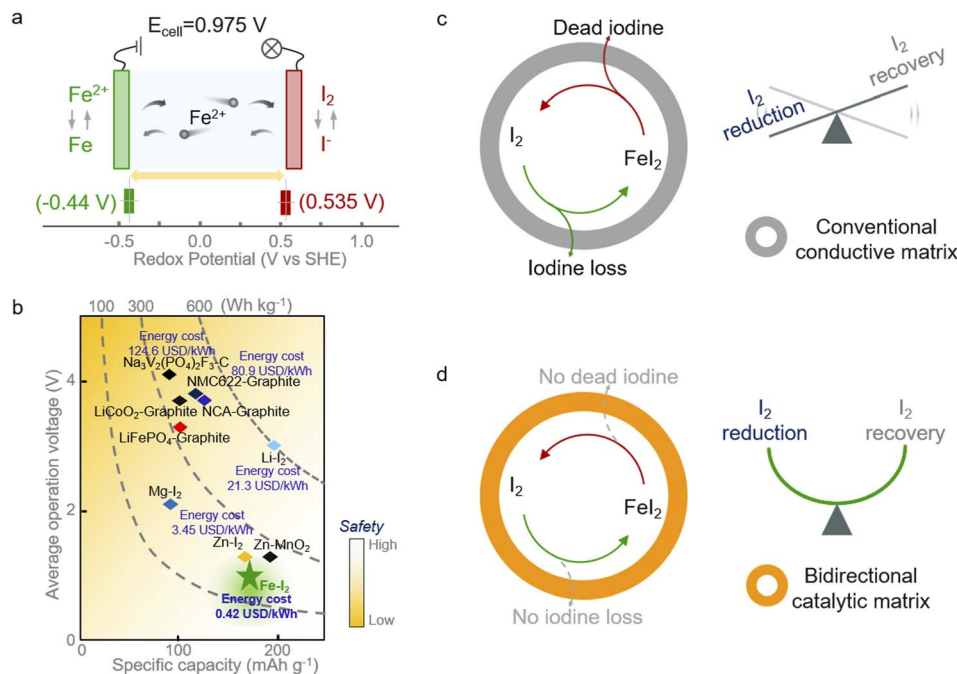 a
E_cell=0.975 V
Fe²⁺
Fe
Fe²⁺
I₂
I⁻
(-0.44 V)
(0.535 V)
-0.5
0.0
0.5
1.0
Redox Potential (V vs SHE)
b
100
300
600
(Wh kg⁻¹)
Energy cost
124.6 USD/kWh
Na₃V₂(PO₄)₂F₃-C
Energy cost
80.9 USD/kWh
NMC622-Graphite
LiCoO₂-Graphite
NCA-Graphite
LiFePO₄-Graphite
Li-I₂
Energy cost
21.3 USD/kWh
Mg-I₂
Energy cost
3.45 USD/kWh
Zn-I₂
Zn-MnO₂
Fe-I₂
Energy cost
0.42 USD/kWh
4
2
0
Average operation voltage (V)
100
200
Specific capacity (mAh g⁻¹)
Safety
High
Low
c
Dead iodine
I₂
FeI₂
Iodine loss
I₂
reduction
I₂
recovery
Conventional
conductive matrix
d
No dead iodine
I₂
FeI₂
No iodine loss
I₂
reduction
I₂
recovery
Bidirectional
catalytic matrix